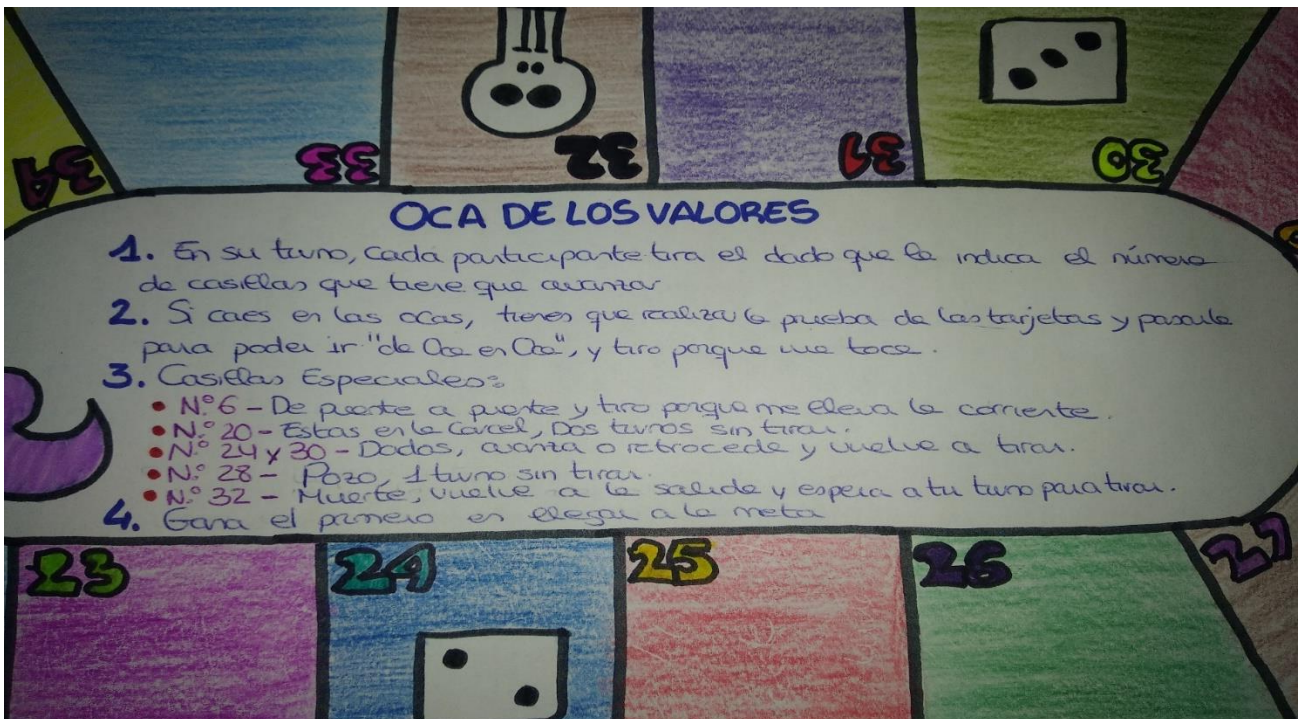 34
33
32
31
30
OCA DE LOS VALORES
1. En su turno, cada participante tira el dado que le indica el número
de casillas que tiene que avanzar
2. Si caes en las ocas, tienes que realizar la prueba de las tarjetas y pasarla
para poder ir "de Oca en Oca", y tiro porque me toca.
3. Casillas Especiales:
• N.º 6 - De puente a puente y tiro porque me lleva la corriente.
• N.º 20 - Estas en la Carcel, Dos turnos sin tirar.
• N.º 24 y 30 - Dados, avanza o retrocede y vuelve a tirar.
• N.º 28 - Pozo, 1 turno sin tirar.
• N.º 32 - Muerte, vuelve a la salida y espera a tu turno para tirar.
4. Gana el primero en llegar a la meta
23
24
25
26
27